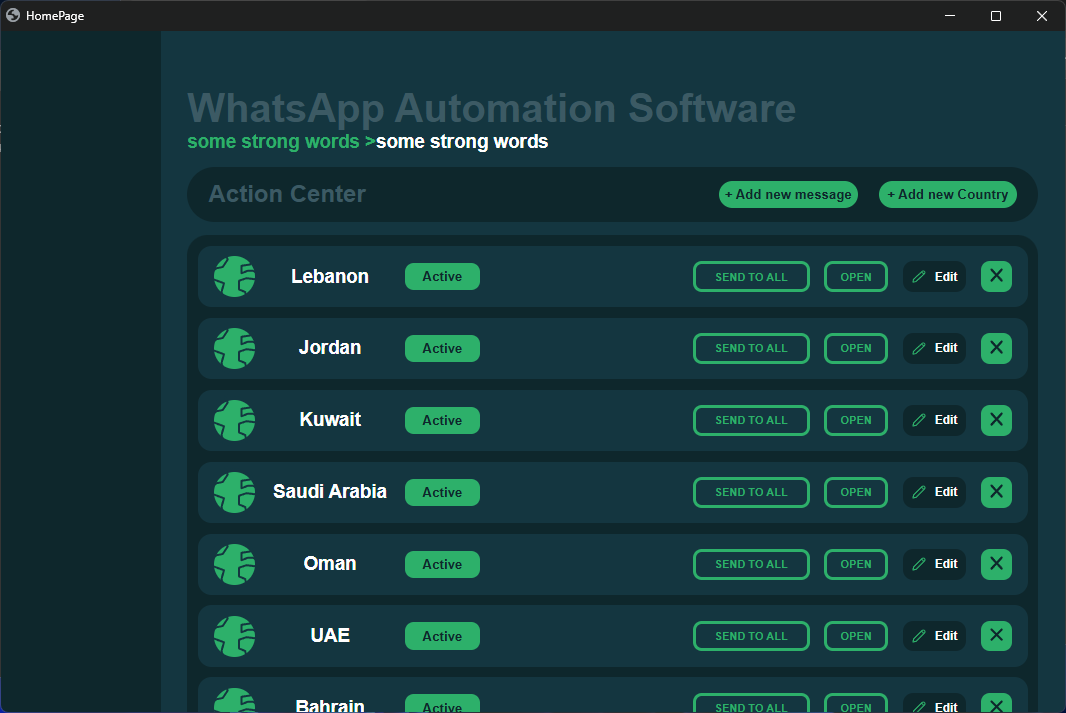 HomePage
WhatsApp Automation Software
some strong words >some strong words
Action Center + Add new message + Add new Country
Lebanon Active SEND TO ALL OPEN Edit
Jordan Active SEND TO ALL OPEN Edit
Kuwait Active SEND TO ALL OPEN Edit
Saudi Arabia Active SEND TO ALL OPEN Edit
Oman Active SEND TO ALL OPEN Edit
UAE Active SEND TO ALL OPEN Edit
Bahrain Active SEND TO ALL OPEN Edit